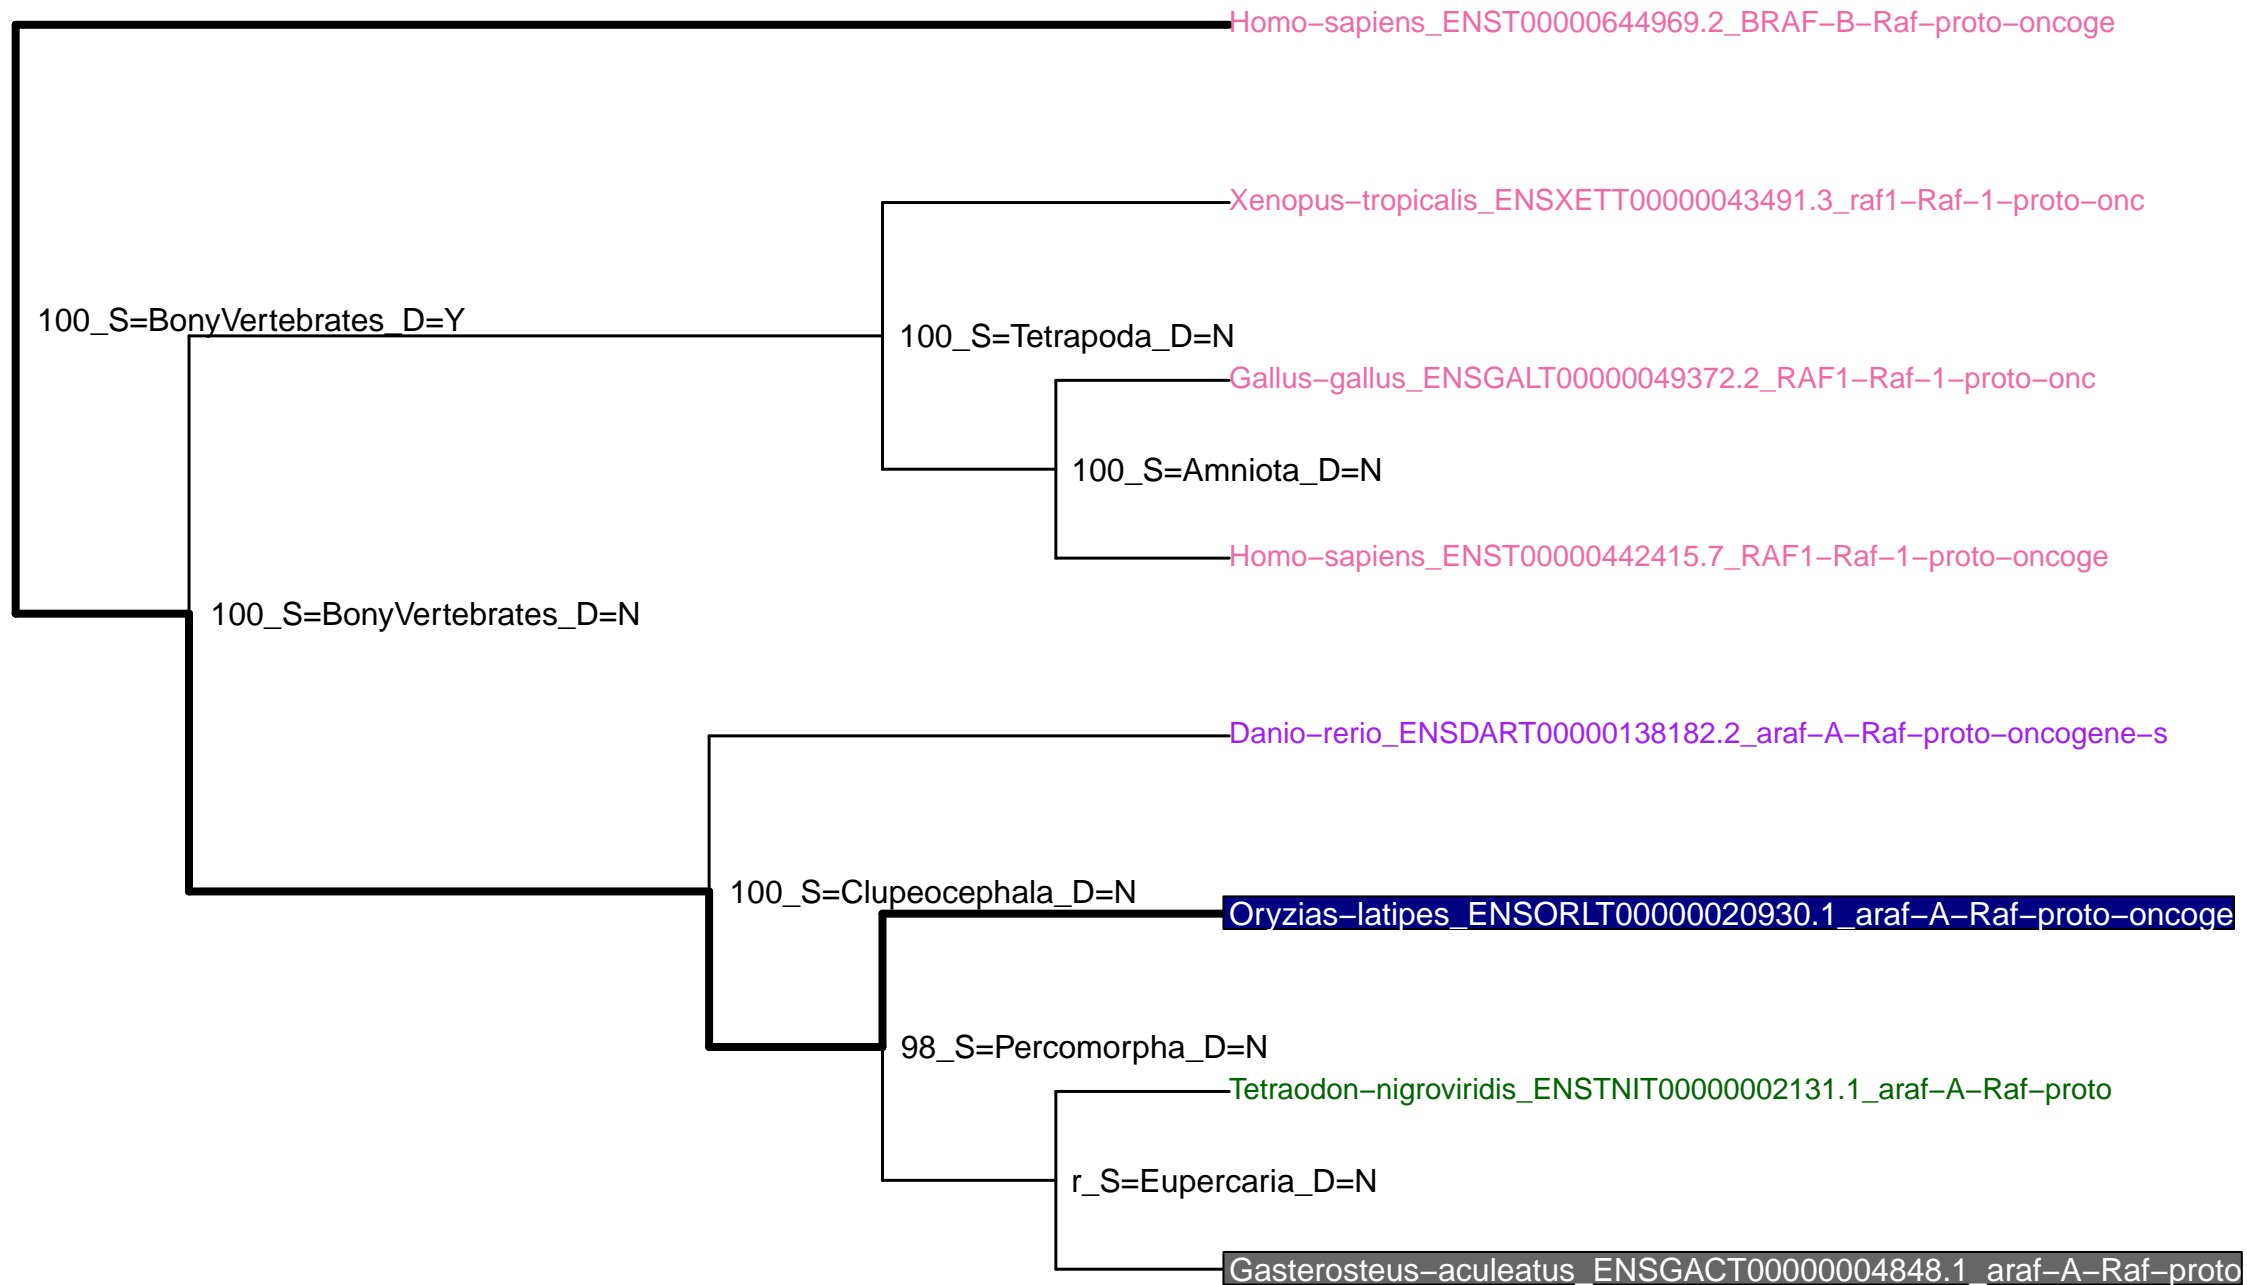 Homo−sapiens_ENST00000644969.2_BRAF−B−Raf−proto−oncoge
Xenopus−tropicalis_ENSXETT00000043491.3_raf1−Raf−1−proto−onc
100_S=BonyVertebrates_D=Y
100_S=Tetrapoda_D=N
Gallus−gallus_ENSGALT00000049372.2_RAF1−Raf−1−proto−onc
100_S=Amniota_D=N
Homo−sapiens_ENST00000442415.7_RAF1−Raf−1−proto−oncoge
100_S=BonyVertebrates_D=N
Danio−rerio_ENSDART00000138182.2_araf−A−Raf−proto−oncogene−s
100_S=Clupeocephala_D=N
Oryzias−latipes_ENSORLT00000020930.1_araf−A−Raf−proto−oncoge
98_S=Percomorpha_D=N
Tetraodon−nigroviridis_ENSTNIT00000002131.1_araf−A−Raf−proto
r_S=Eupercaria_D=N
Gasterosteus−aculeatus_ENSGACT00000004848.1_araf−A−Raf−proto